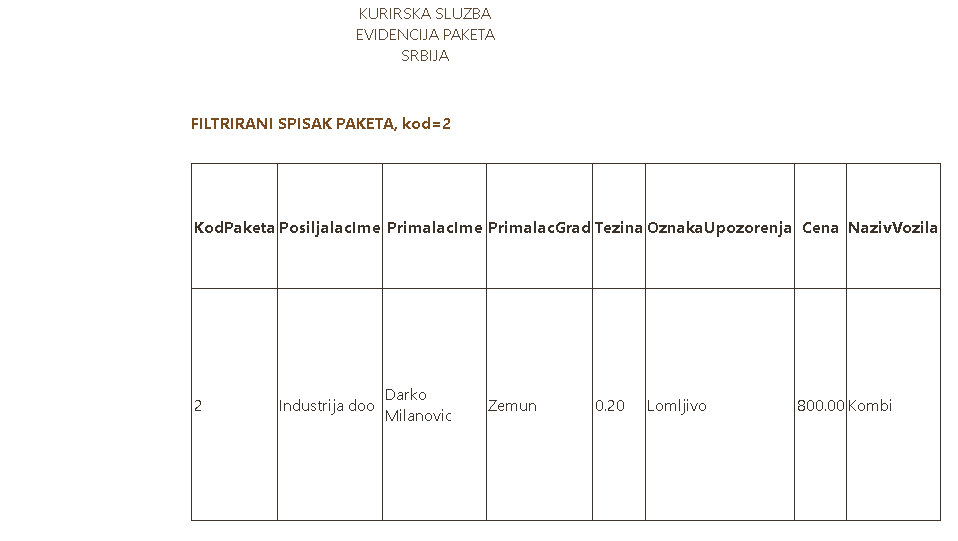 KURIRSKA SLUZBA
EVIDENCIJA PAKETA
SRBIJA
FILTRIRANI SPISAK PAKETA, kod=2
KodPaketa PosiljalacIme PrimalacIme PrimalacGrad Tezina OznakaUpozorenja Cena NazivVozila
2 Industrija doo Darko Milanovic Zemun 0.20 Lomljivo 800.00 Kombi